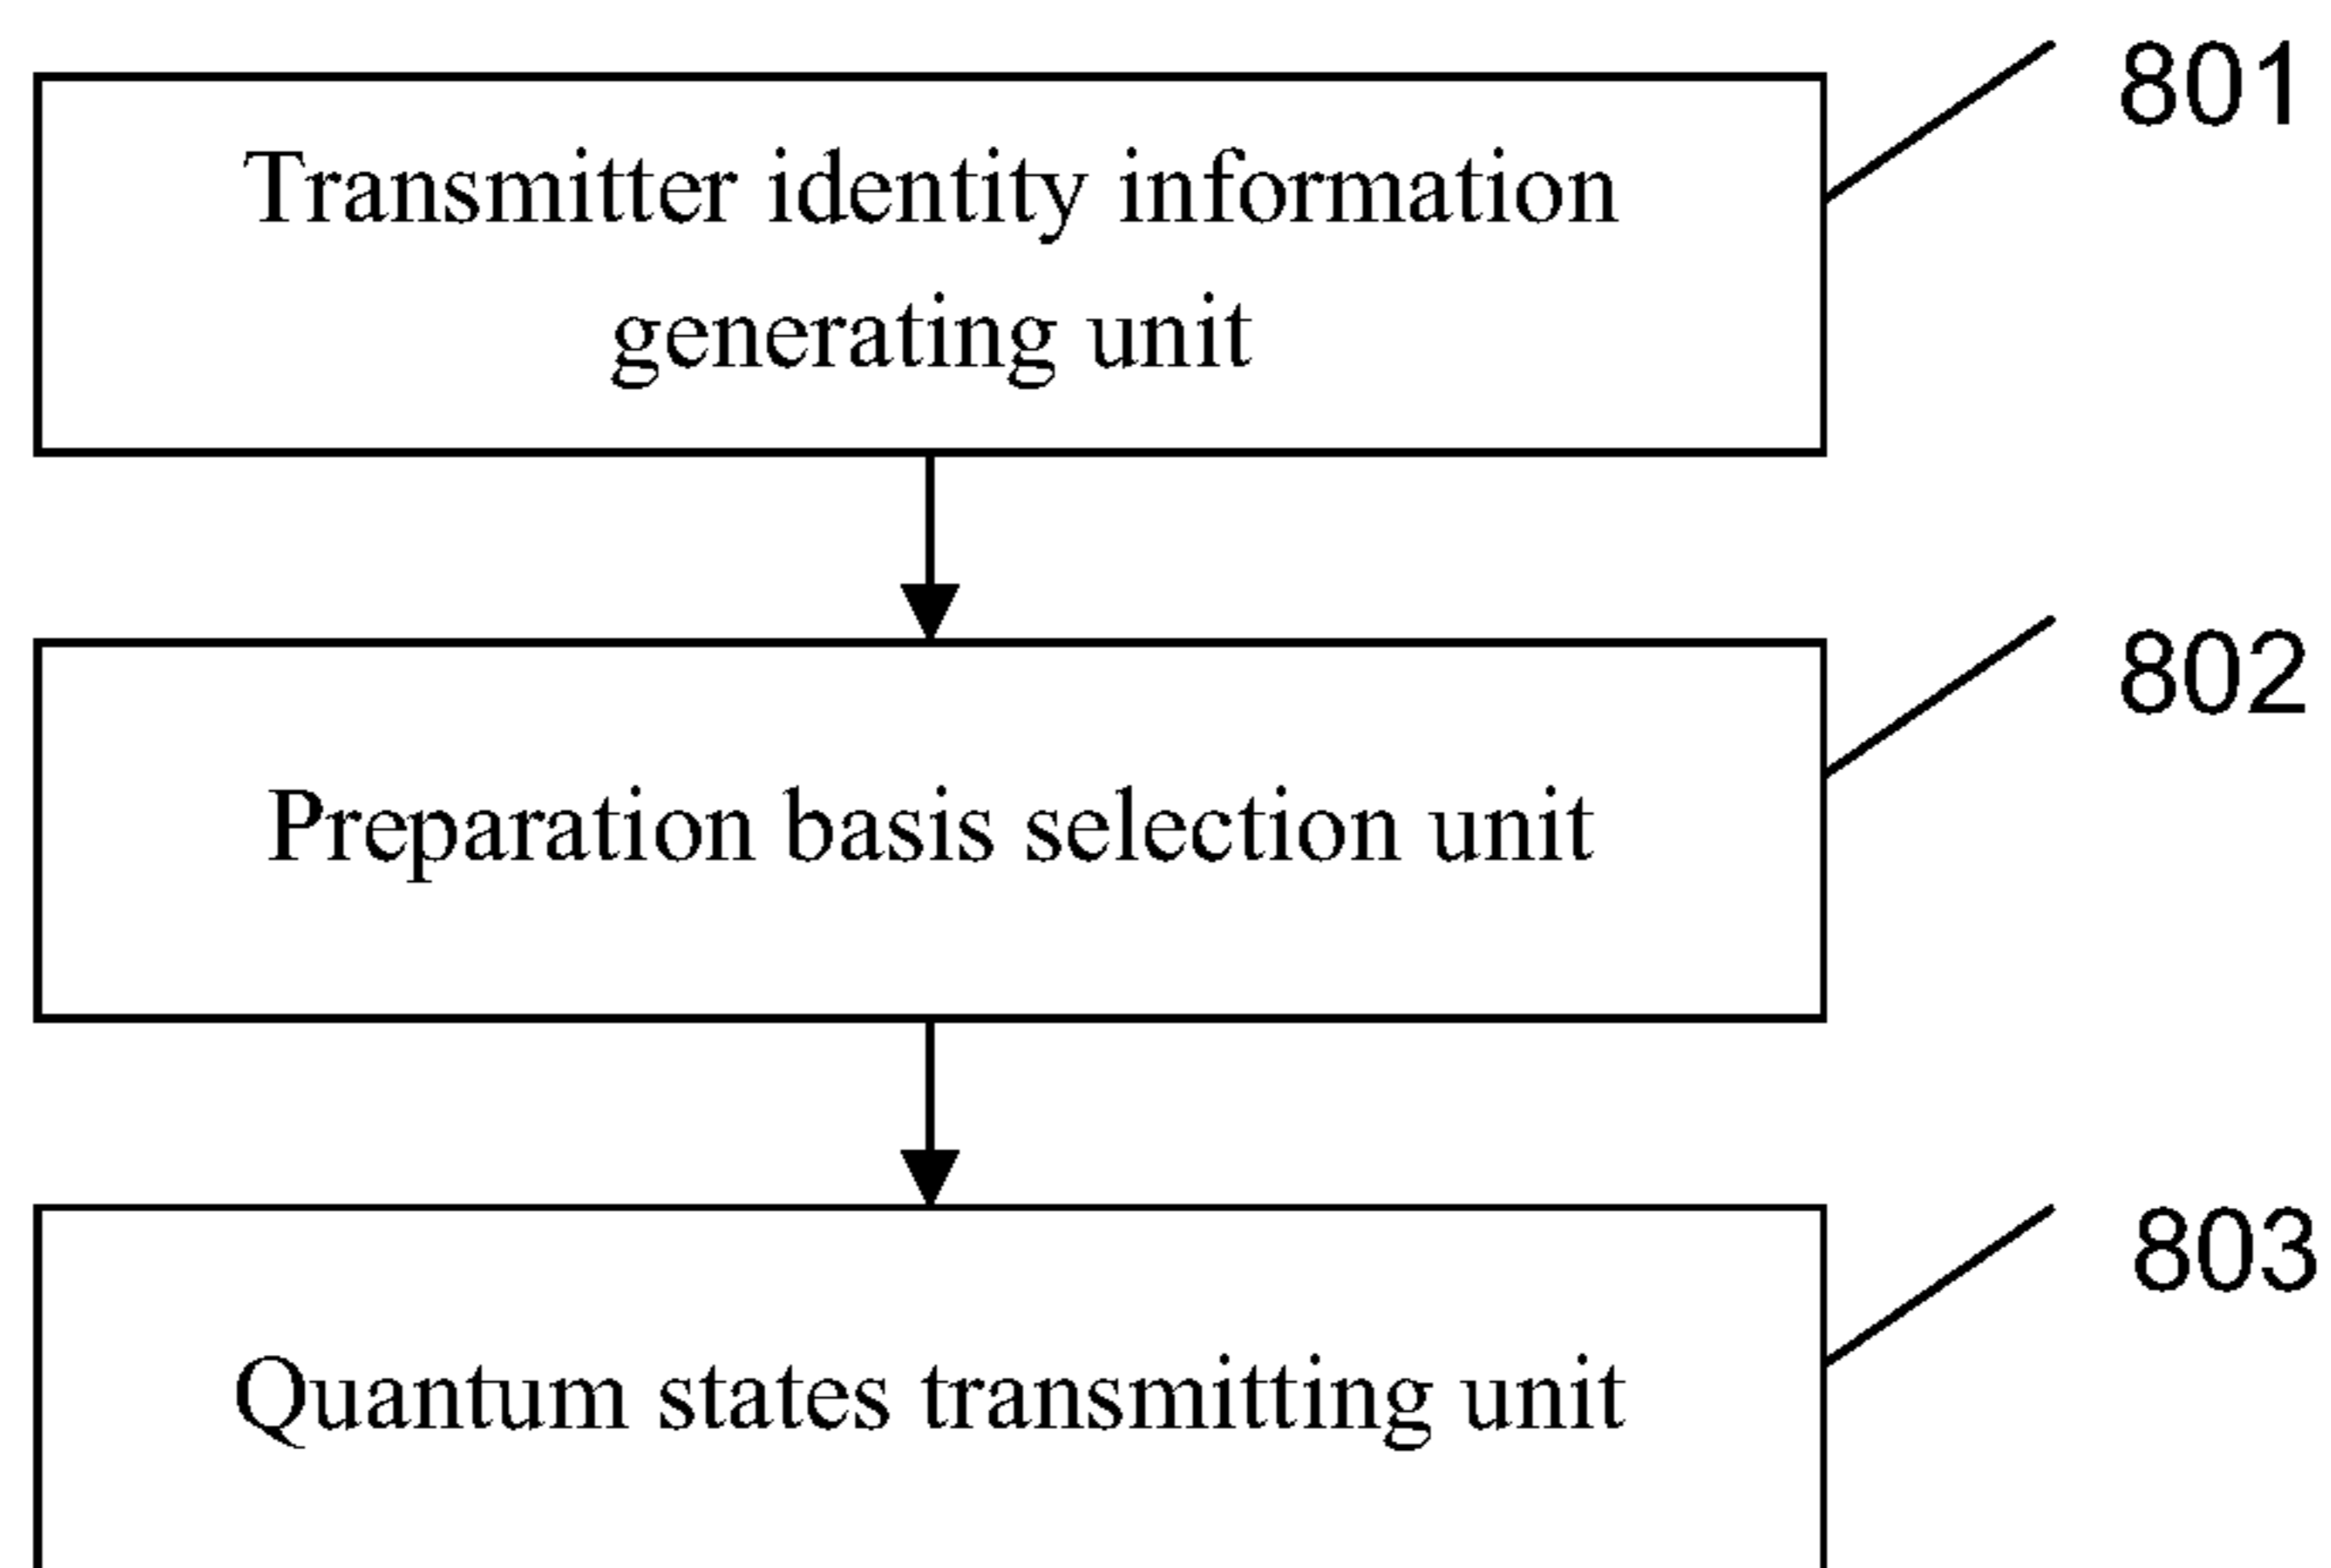 801
Transmitter identity information
generating unit
802
Preparation basis selection unit
803
Quantum states transmitting unit